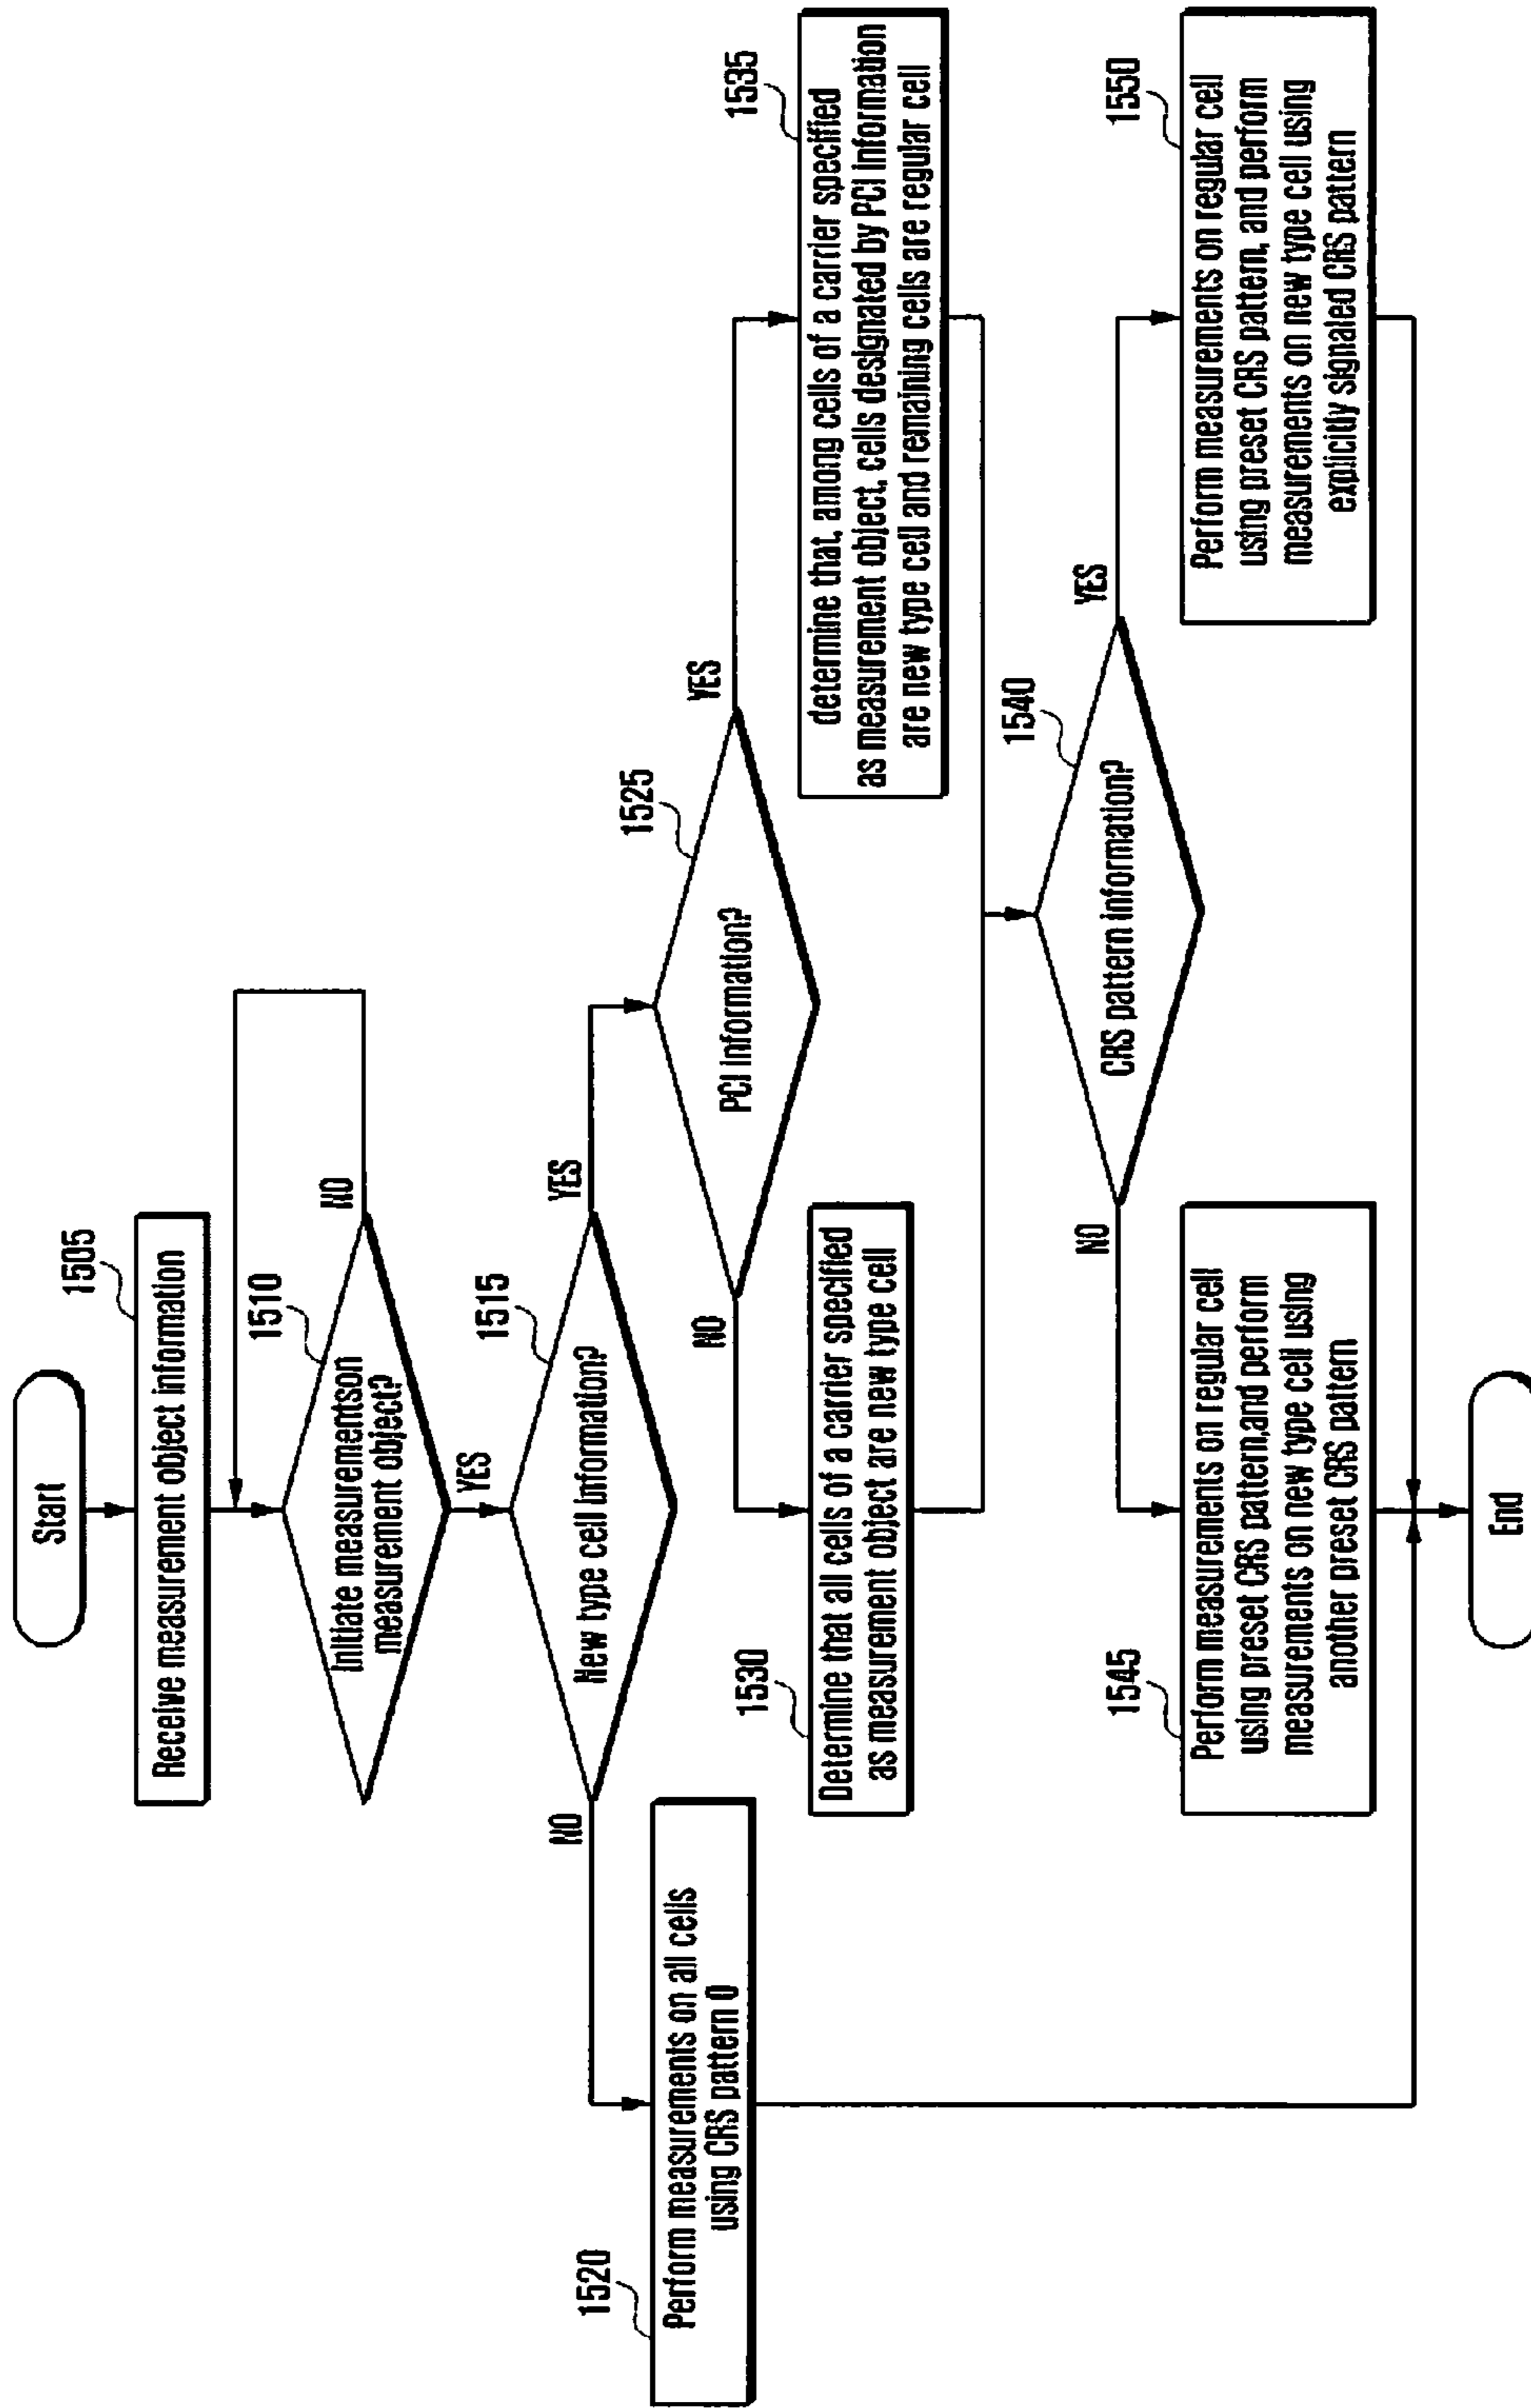 Start
1505
Receive measurement object information
1510
Initiate measurementson
measurement object?
NO
YES
1515
New type cell information?
NO
YES
1520
Perform measurements on all cells
using CRS pattern 0
1525
PCI information?
NO
YES
1530
Determine that all cells of a carrier specified
as measurement object are new type cell
1535
determine that, among cells of a carrier specified
as measurement object, cells designated by PCI information
are new type cell and remaining cells are regular cell
1540
CRS pattern information?
NO
YES
1545
Perform measurements on regular cell
using preset CRS pattern,and perform
measurements on new type cell using
another preset CRS pattern
1550
Perform measurements on regular cell
using preset CRS pattern, and perform
measurements on new type cell using
explicitly signaled CRS pattern
End